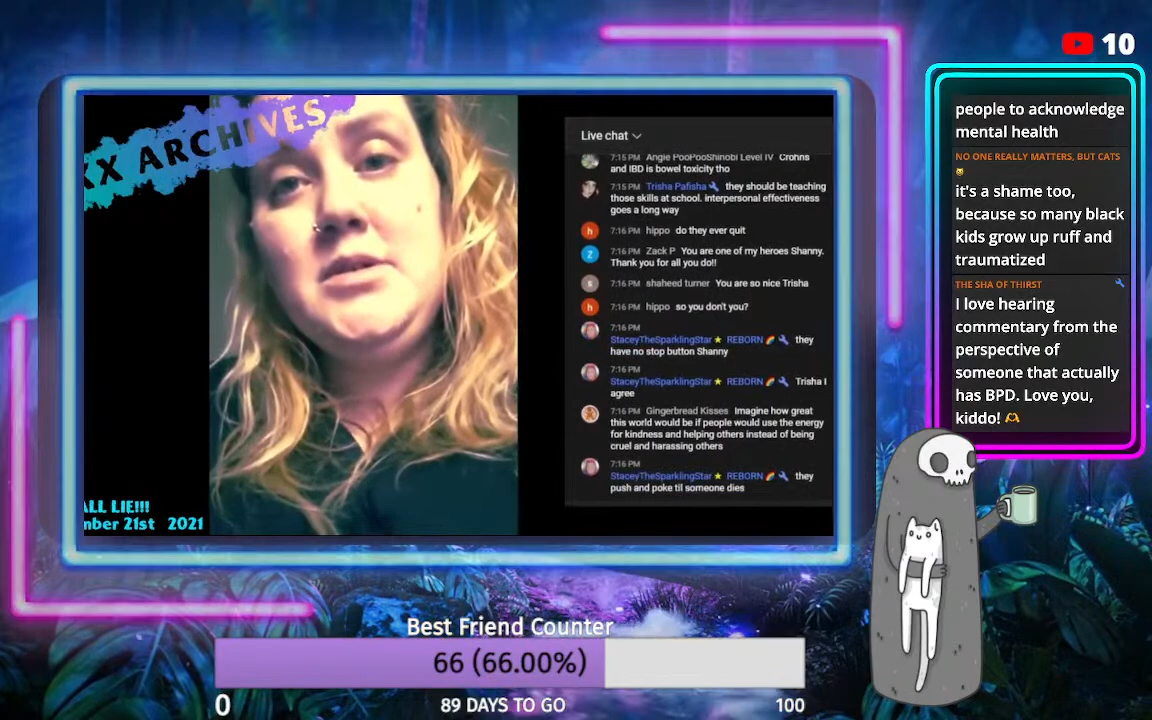 10
XX ARCHIVES
Live chat
7:15 PM Angie PooPooShinobi Level IV Crohns
and IBD is bowel toxicity tho
7:15 PM Trisha Pafisha they should be teaching
those skills at school. interpersonal effectiveness
goes a long way
7:16 PM hippo do they ever quit
7:16 PM Zack P You are one of my heroes Shanny.
Thank you for all you do!!
7:16 PM shaheed turner You are so nice Trisha
7:16 PM hippo so you don't you?
7:16 PM
StaceyTheSparklingStar ★ REBORN they
have no stop button Shanny
7:16 PM
StaceyTheSparklingStar ★ REBORN Trisha I
agree
7:16 PM Gingerbread Kisses Imagine how great
this world would be if people would use the energy
for kindness and helping others instead of being
cruel and harassing others
7:16 PM
StaceyTheSparklingStar ★ REBORN they
push and poke til someone dies
ALL LIE!!!
mber 21st 2021
people to acknowledge
mental health
NO ONE REALLY MATTERS, BUT CATS
it's a shame too,
because so many black
kids grow up ruff and
traumatized
THE SHA OF THIRST
I love hearing
commentary from the
perspective of
someone that actually
has BPD. Love you,
kiddo!
Best Friend Counter
66 (66.00%)
0
89 DAYS TO GO
100